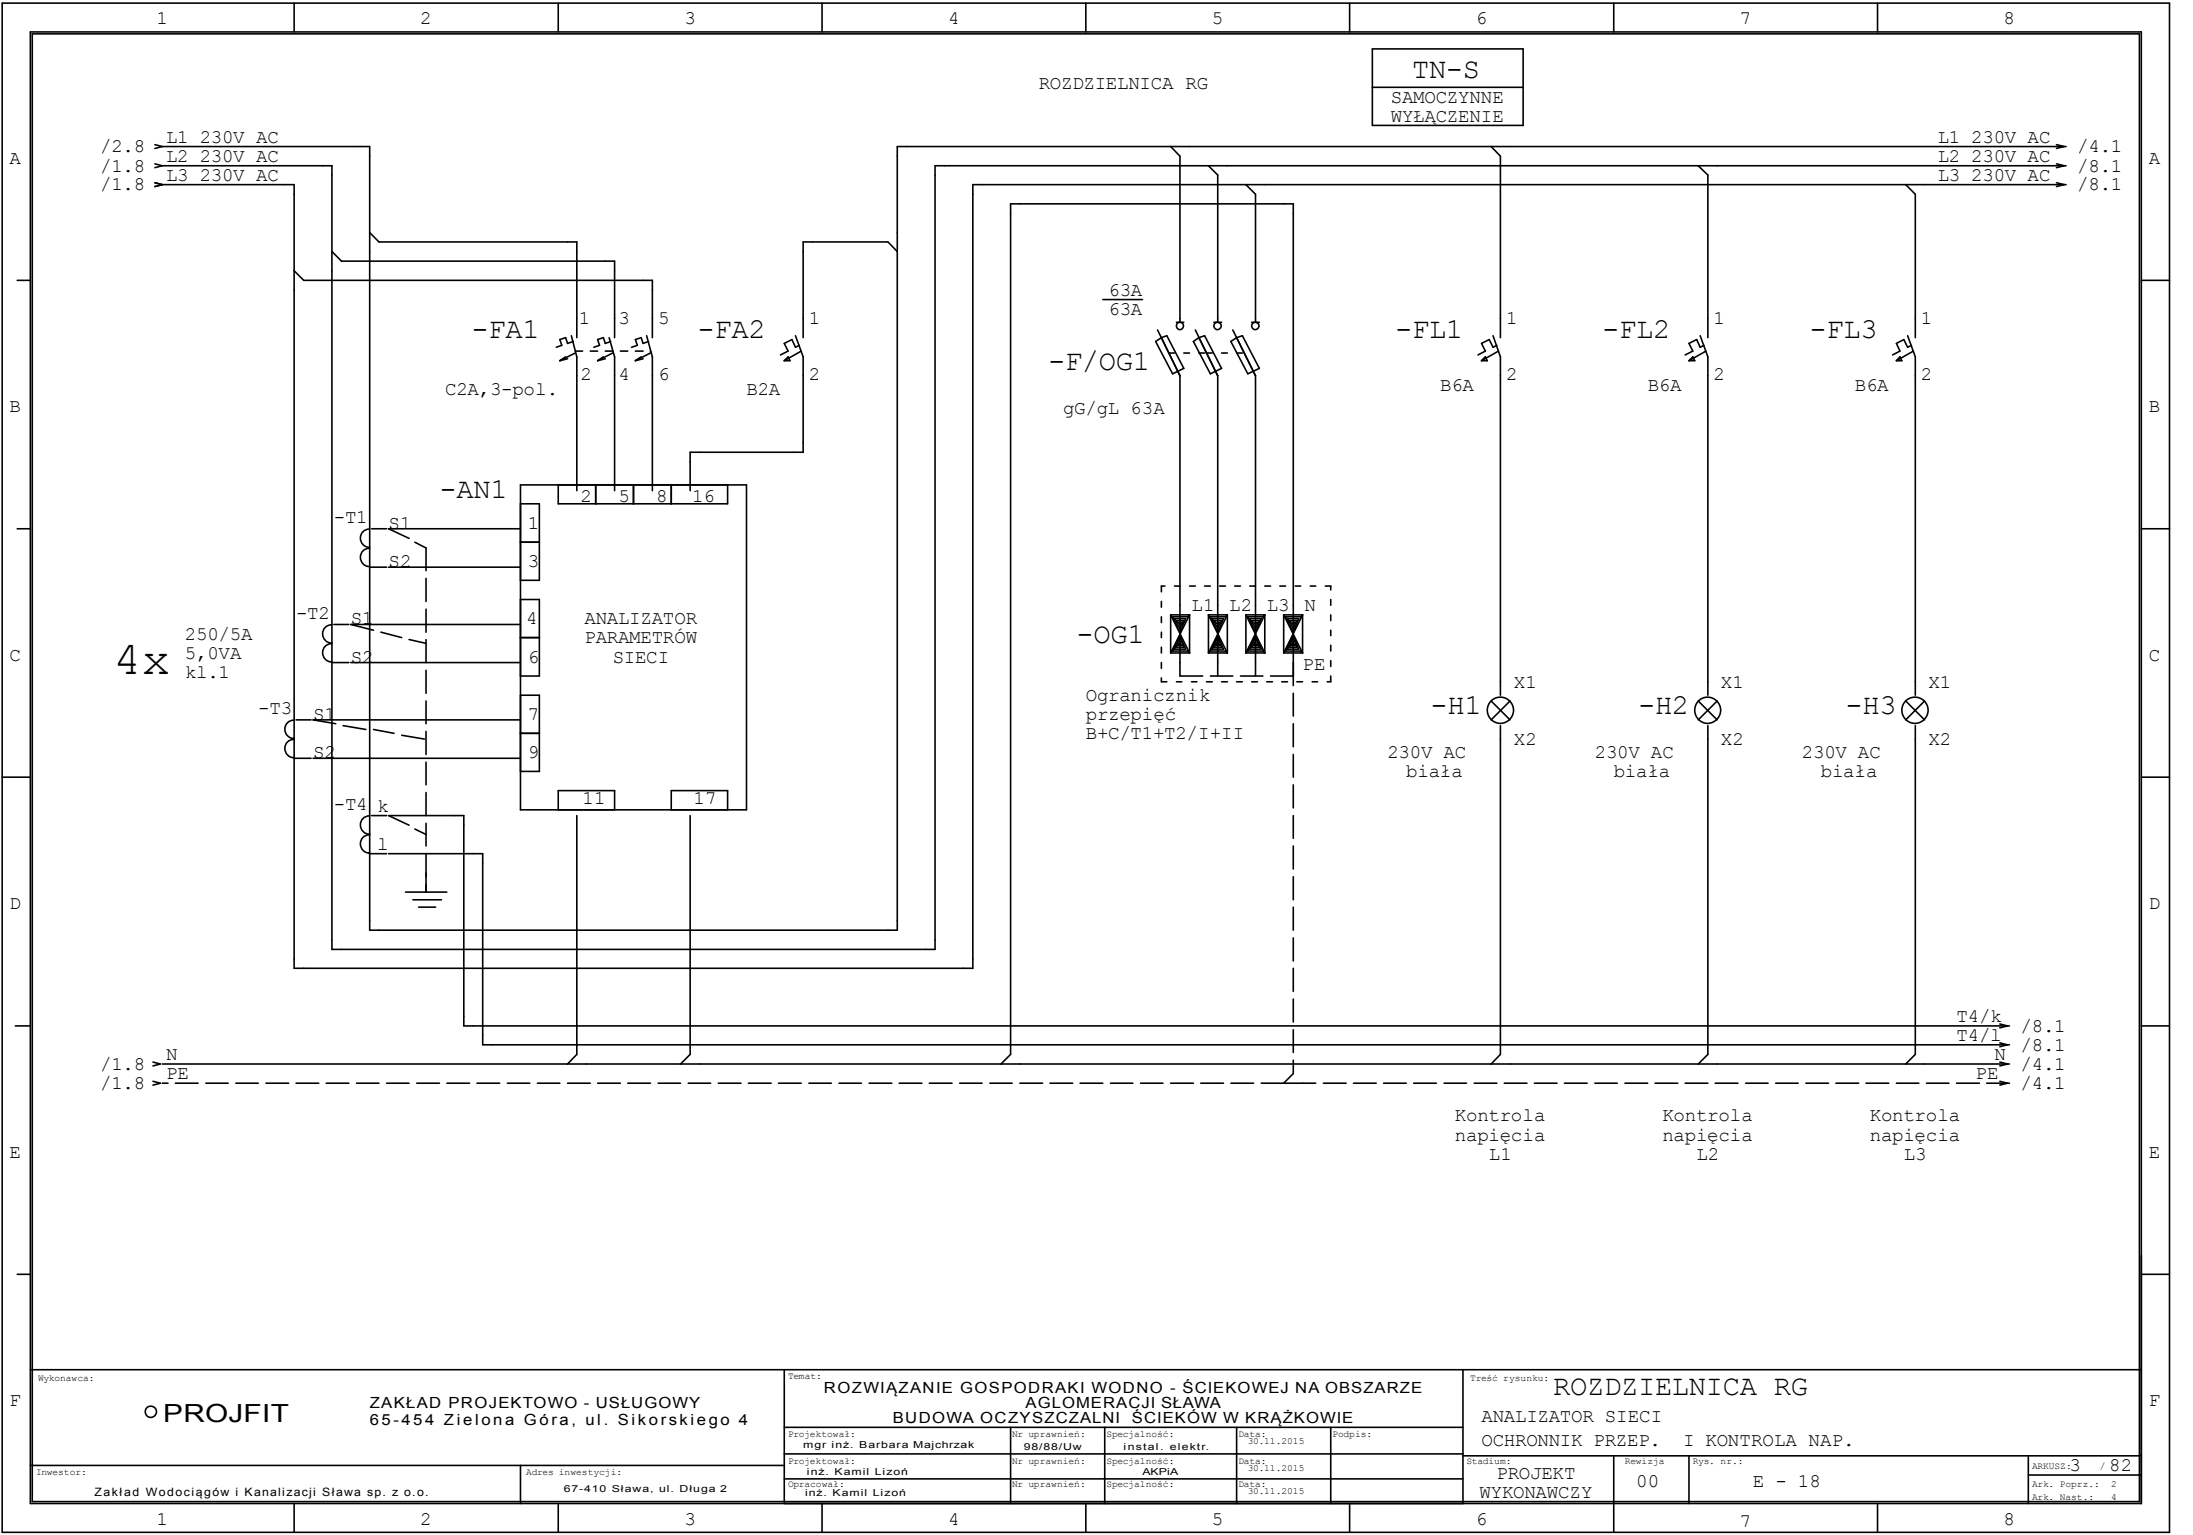 1 2 3 4 5 6 7 8
ROZDZIELNICA RG
TN-S
SAMOCZYNNE
WYŁĄCZENIE
A
A
/2.8 L1 230V AC
/1.8 L2 230V AC
/1.8 L3 230V AC
L1 230V AC /4.1
L2 230V AC /8.1
L3 230V AC /8.1
63A
63A
-FA1 1 3 5
2 4 6
C2A,3-pol.
-FA2 1
2
B2A
-F/OG1
gG/gL 63A
-FL1 1
2
B6A
-FL2 1
2
B6A
-FL3 1
2
B6A
B
B
-AN1
2 5 8 16
-T1 S1 1
S2 3
-T2 S1 4
S2 6
-T3 S1 7
S2 9
ANALIZATOR
PARAMETRÓW
SIECI
11 17
4x
250/5A
5,0VA
kl.1
-T4 k
l
L1 L2 L3 N
-OG1
PE
Ogranicznik
przepięć
B+C/T1+T2/I+II
C
C
X1
-H1
X2
230V AC
biała
X1
-H2
X2
230V AC
biała
X1
-H3
X2
230V AC
biała
D
D
T4/k /8.1
T4/l /8.1
/1.8 N
N /4.1
/1.8 PE
PE /4.1
Kontrola
napięcia
L1
Kontrola
napięcia
L2
Kontrola
napięcia
L3
E
E
F
F
Wykonawca:
PROJFIT
ZAKŁAD PROJEKTOWO - USŁUGOWY
65-454 Zielona Góra, ul. Sikorskiego 4
Inwestor:
Zakład Wodociągów i Kanalizacji Sława sp. z o.o.
Adres inwestycji:
67-410 Sława, ul. Długa 2
Temat:
ROZWIĄZANIE GOSPODRAKI WODNO - ŚCIEKOWEJ NA OBSZARZE
AGLOMERACJI SŁAWA
BUDOWA OCZYSZCZALNI ŚCIEKÓW W KRĄŻKOWIE
Projektował: Nr uprawnień: Specjalność: Data: Podpis:
mgr inż. Barbara Majchrzak 98/88/Uw instal. elektr. 30.11.2015
Projektował: Nr uprawnień: Specjalność: Data:
inż. Kamil Lizoń AKPiA 30.11.2015
Opracował: Nr uprawnień: Specjalność: Data:
inż. Kamil Lizoń 30.11.2015
Treść rysunku:
ROZDZIELNICA RG
ANALIZATOR SIECI
OCHRONNIK PRZEP. I KONTROLA NAP.
Stadium:
PROJEKT
WYKONAWCZY
Rewizja
00
Rys. nr.:
E - 18
ARKUSZ: 3 / 82
Ark. Poprz.: 2
Ark. Nast.: 4
1 2 3 4 5 6 7 8